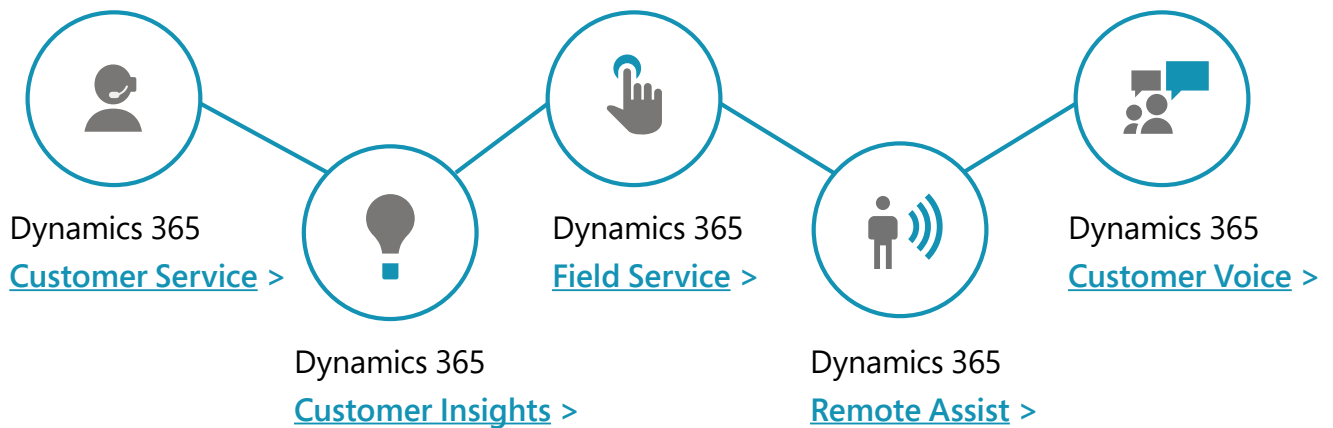 Dynamics 365
Customer Service >
Dynamics 365
Customer Insights >
Dynamics 365
Field Service >
Dynamics 365
Remote Assist >
Dynamics 365
Customer Voice >